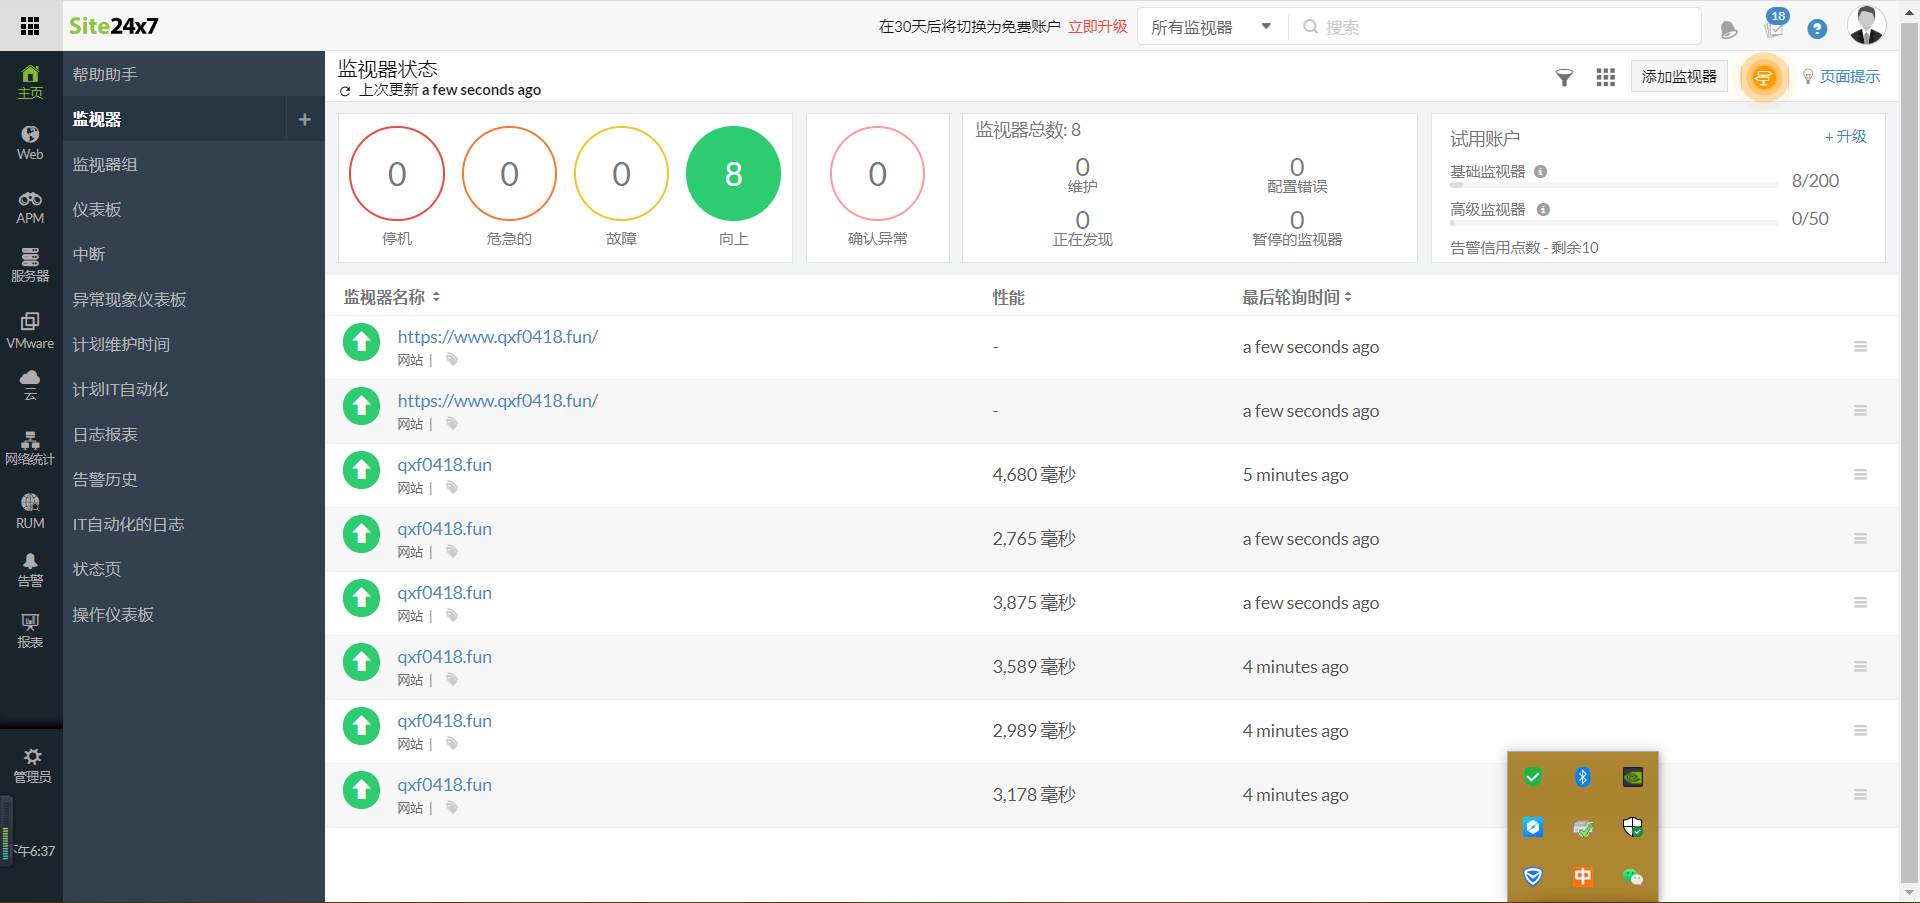 Site24x7
在30天后将切换为免费账户 立即升级
所有监视器
搜索
18
?
主页
Web
APM
服务器
VMware
云
网络统计
RUM
告警
报表
管理员
下午6:37
帮助助手
监视器 +
监视器组
仪表板
中断
异常现象仪表板
计划维护时间
计划IT自动化
日志报表
告警历史
IT自动化的日志
状态页
操作仪表板
监视器状态
上次更新 a few seconds ago
添加监视器
页面提示
0 停机
0 危急的
0 故障
8 向上
0 确认异常
监视器总数: 8
0 维护
0 配置错误
0 正在发现
0 暂停的监视器
试用账户 + 升级
基础监视器 8/200
高级监视器 0/50
告警信用点数 - 剩余10
监视器名称 性能 最后轮询时间
https://www.qxf0418.fun/ - a few seconds ago
网站 |
https://www.qxf0418.fun/ - a few seconds ago
网站 |
qxf0418.fun 4,680 毫秒 5 minutes ago
网站 |
qxf0418.fun 2,765 毫秒 a few seconds ago
网站 |
qxf0418.fun 3,875 毫秒 a few seconds ago
网站 |
qxf0418.fun 3,589 毫秒 4 minutes ago
网站 |
qxf0418.fun 2,989 毫秒 4 minutes ago
网站 |
qxf0418.fun 3,178 毫秒 4 minutes ago
网站 |
中